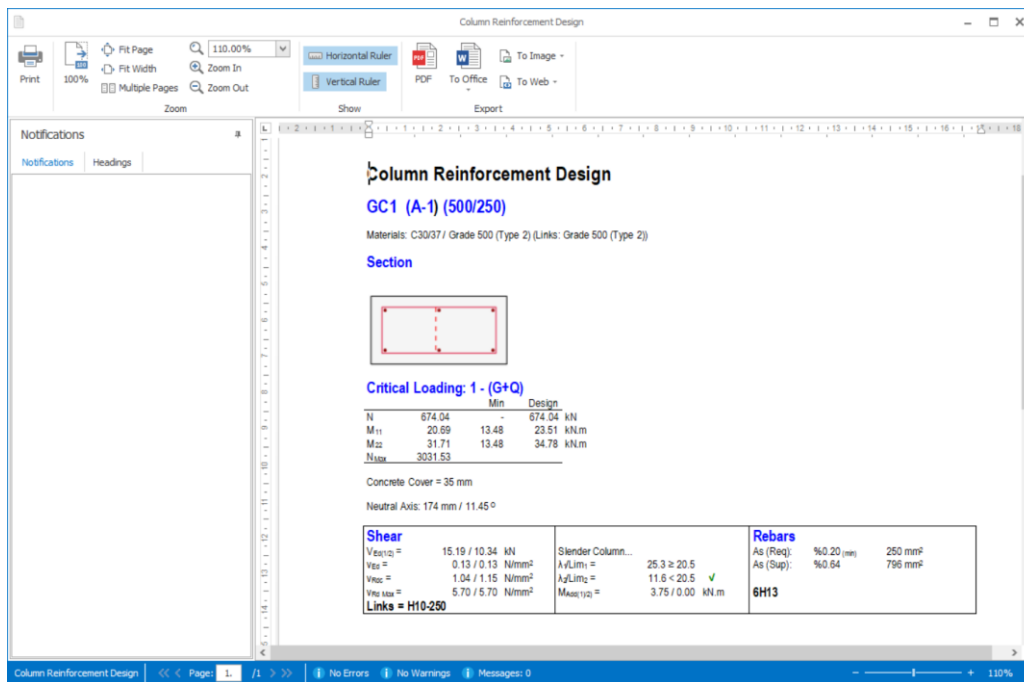 Column Reinforcement Design
Print
100%
Fit Page
Fit Width
Multiple Pages
110.00%
Zoom In
Zoom Out
Zoom
Horizontal Ruler
Vertical Ruler
Show
PDF
To Office
To Image
To Web
Export
Notifications
Notifications Headings
Column Reinforcement Design
GC1 (A-1) (500/250)
Materials: C30/37 / Grade 500 (Type 2) (Links: Grade 500 (Type 2))
Section
Critical Loading: 1 - (G+Q)
Min Design
N 674.04 - 674.04 kN
M11 20.69 13.48 23.51 kN.m
M22 31.71 13.48 34.78 kN.m
NMax 3031.53
Concrete Cover = 35 mm
Neutral Axis: 174 mm / 11.45 º
Shear
VEd(1/2) = 15.19 / 10.34 kN
vEd = 0.13 / 0.13 N/mm²
vRdc = 1.04 / 1.15 N/mm²
vRd Max = 5.70 / 5.70 N/mm²
Links = H10-250
Slender Column...
λ1/Lim1 = 25.3 ≥ 20.5
λ2/Lim2 = 11.6 < 20.5 √
MAdd(1/2) = 3.75 / 0.00 kN.m
Rebars
As (Req): %0.20 (min) 250 mm²
As (Sup): %0.64 796 mm²
6H13
Column Reinforcement Design Page: 1. /1 No Errors No Warnings Messages: 0 110%